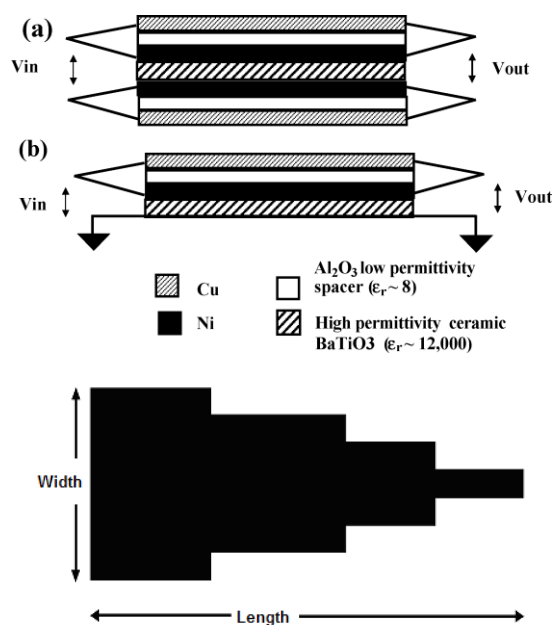 (a)
Vin
Vout
(b)
Vin
Vout
Cu
Al2O3 low permittivity
spacer (εr ~ 8)
Ni
High permittivity ceramic
BaTiO3 (εr ~ 12,000)
Width
Length